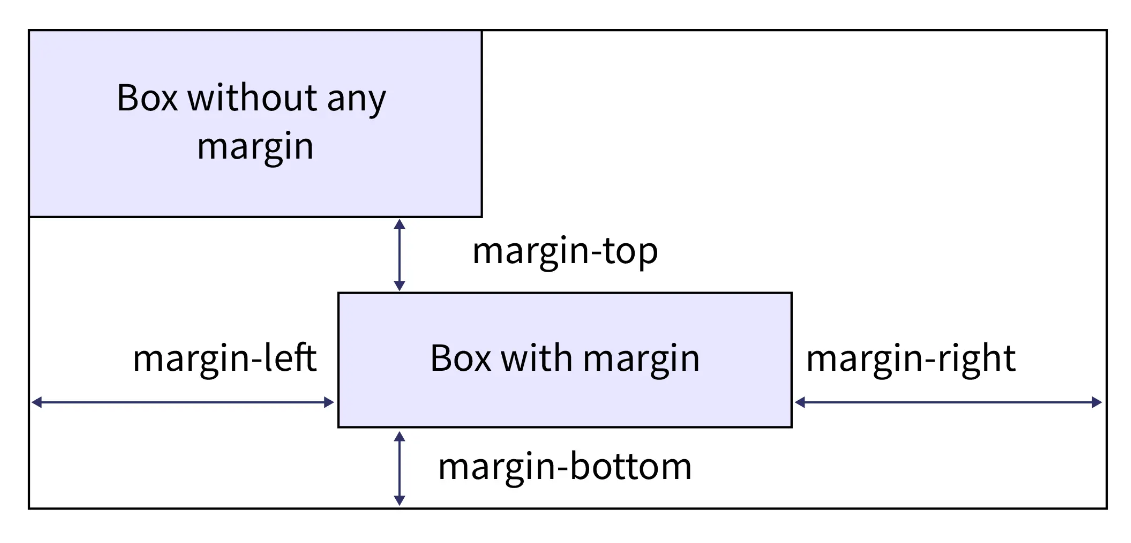 Box without any
margin
margin-top
margin-left
Box with margin
margin-right
margin-bottom